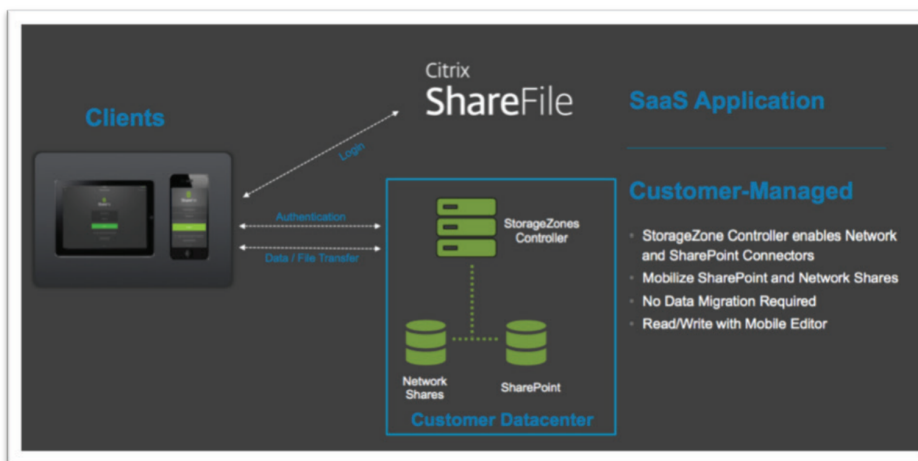 Citrix
ShareFile
SaaS Application
Clients
Login
Customer-Managed
Authentication
Data / File Transfer
StorageZones
Controller
StorageZone Controller enables Network
and SharePoint Connectors
Mobilize SharePoint and Network Shares
No Data Migration Required
Read/Write with Mobile Editor
Network
Shares
SharePoint
Customer Datacenter